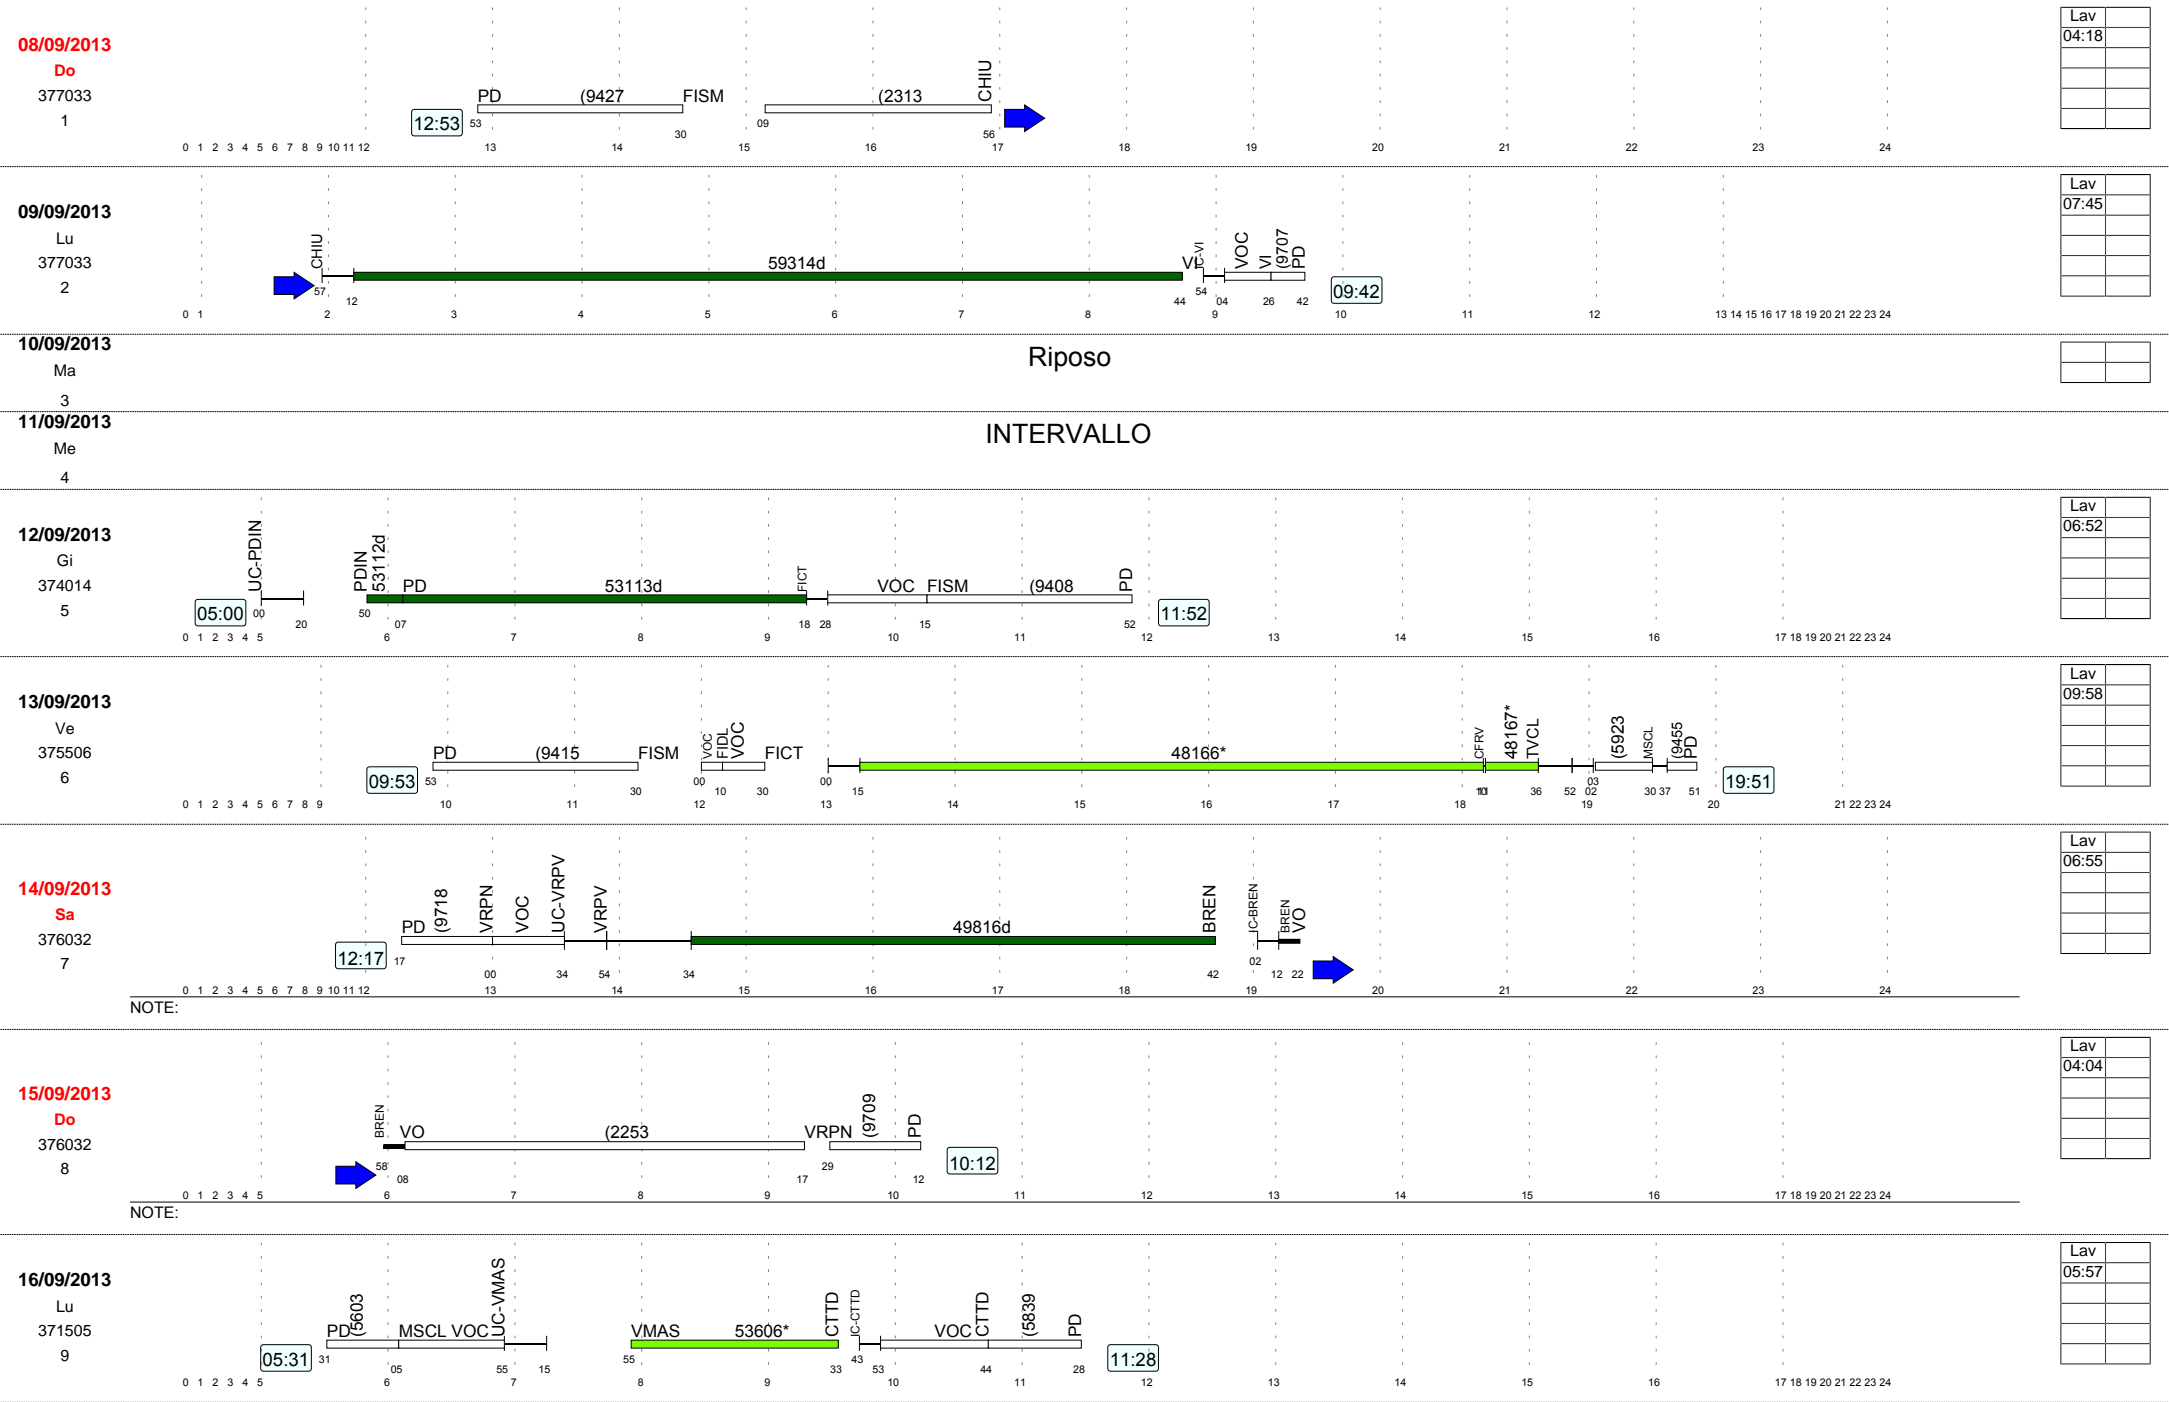 Lav
08/09/2013
04:18
Do
CHIU
377033
PD (9427 FISM (2313
1
12:53 53 30 09 56
0 1 2 3 4 5 6 7 8 9 10 11 12 13 14 15 16 17 18 19 20 21 22 23 24
Lav
09/09/2013
07:45
Lu
377033
CHIU 59314d VI IC-VI VOC VI (9707 PD
2
57 12 44 54 04 26 42 09:42
0 1 2 3 4 5 6 7 8 9 10 11 12 13 14 15 16 17 18 19 20 21 22 23 24
10/09/2013
Riposo
Ma
3
11/09/2013
INTERVALLO
Me
4
Lav
12/09/2013
06:52
Gi
374014
UC-PDIN PDIN 53112d PD 53113d FICT VOC FISM (9408 PD
5
05:00 00 20 50 07 18 28 15 52 11:52
0 1 2 3 4 5 6 7 8 9 10 11 12 13 14 15 16 17 18 19 20 21 22 23 24
Lav
13/09/2013
09:58
Ve
375506
PD (9415 FISM VOC FIDL VOC FICT 48166* CFRV 48167* TVCL (5923 MSCL (9455 PD
6
09:53 53 30 00 10 30 00 15 10 11 36 52 02 03 30 37 51 19:51
0 1 2 3 4 5 6 7 8 9 10 11 12 13 14 15 16 17 18 19 20 21 22 23 24
Lav
14/09/2013
06:55
Sa
376032
PD (9718 VRPN VOC UC-VRPV VRPV 49816d BREN IC-BREN BREN VO
7
12:17 17 00 34 54 34 42 02 12 22
0 1 2 3 4 5 6 7 8 9 10 11 12 13 14 15 16 17 18 19 20 21 22 23 24
NOTE:
Lav
15/09/2013
04:04
Do
376032
BREN VO (2253 VRPN (9709 PD
8
58 08 17 29 12 10:12
0 1 2 3 4 5 6 7 8 9 10 11 12 13 14 15 16 17 18 19 20 21 22 23 24
NOTE:
Lav
16/09/2013
05:57
Lu
371505
PD (5603 MSCL VOC UC-VMAS VMAS 53606* CTTD IC-CTTD VOC CTTD (5839 PD
9
05:31 31 05 55 15 55 33 43 53 44 28 11:28
0 1 2 3 4 5 6 7 8 9 10 11 12 13 14 15 16 17 18 19 20 21 22 23 24